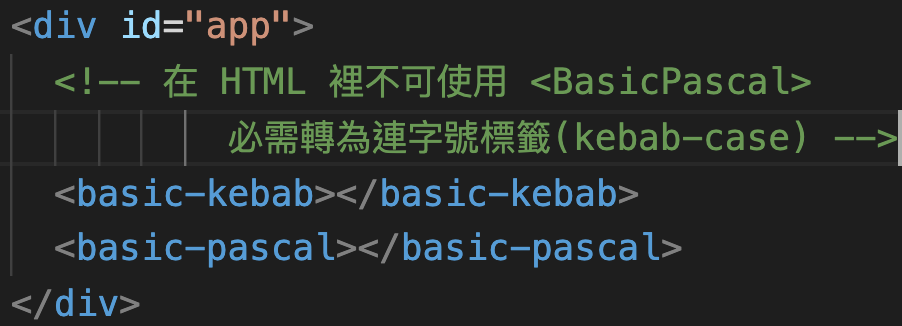 <div id="app">
<!-- 在 HTML 裡不可使用 <BasicPascal>
必需轉為連字號標籤(kebab-case) -->
<basic-kebab></basic-kebab>
<basic-pascal></basic-pascal>
</div>